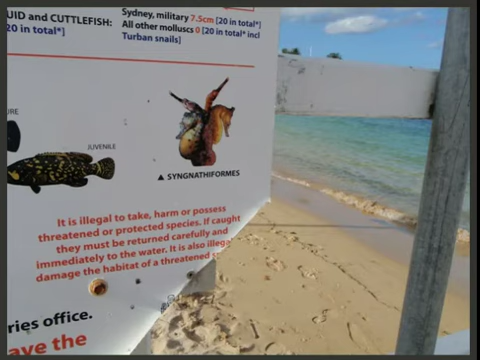 UID and CUTTLEFISH:
20 in total*]
Sydney, military 7.5cm [20 in total*]
All other molluscs 0 [20 in total* incl
Turban snails]
URE
JUVENILE
▲ SYNGNATHIFORMES
It is illegal to take, harm or possess
threatened or protected species. If caught
they must be returned carefully and
immediately to the water. It is also illega
damage the habitat of a threatened s
ries office.
ave the